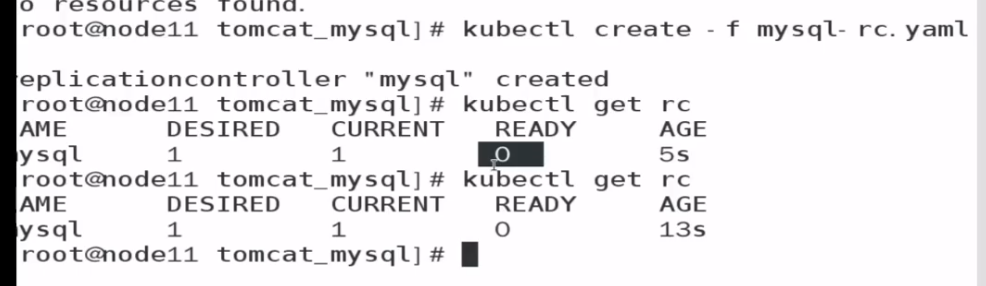 o resources found.
root@node11 tomcat_mysql]# kubectl create -f mysql-rc.yaml
eplicationcontroller "mysql" created
root@node11 tomcat_mysql]# kubectl get rc
AME DESIRED CURRENT READY AGE
ysql 1 1 0 5s
root@node11 tomcat_mysql]# kubectl get rc
AME DESIRED CURRENT READY AGE
ysql 1 1 0 13s
root@node11 tomcat_mysql]#